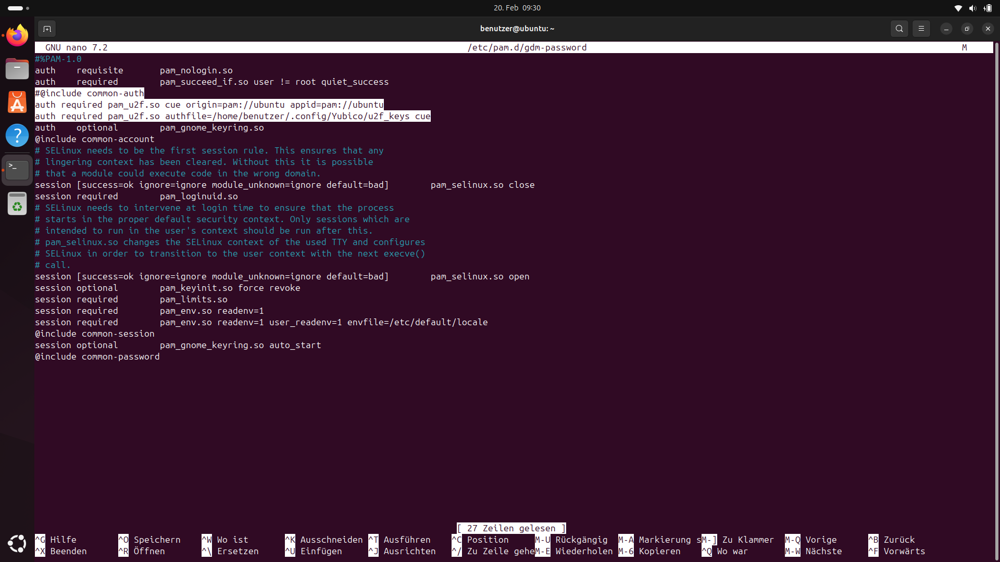 20. Feb 09:30
benutzer@ubuntu: ~
GNU nano 7.2 /etc/pam.d/gdm-password M
#%PAM-1.0
auth requisite pam_nologin.so
auth required pam_succeed_if.so user != root quiet_success
#@include common-auth
auth required pam_u2f.so cue origin=pam://ubuntu appid=pam://ubuntu
auth required pam_u2f.so authfile=/home/benutzer/.config/Yubico/u2f_keys cue
auth optional pam_gnome_keyring.so
@include common-account
# SELinux needs to be the first session rule. This ensures that any
# lingering context has been cleared. Without this it is possible
# that a module could execute code in the wrong domain.
session [success=ok ignore=ignore module_unknown=ignore default=bad] pam_selinux.so close
session required pam_loginuid.so
# SELinux needs to intervene at login time to ensure that the process
# starts in the proper default security context. Only sessions which are
# intended to run in the user's context should be run after this.
# pam_selinux.so changes the SELinux context of the used TTY and configures
# SELinux in order to transition to the user context with the next execve()
# call.
session [success=ok ignore=ignore module_unknown=ignore default=bad] pam_selinux.so open
session optional pam_keyinit.so force revoke
session required pam_limits.so
session required pam_env.so readenv=1
session required pam_env.so readenv=1 user_readenv=1 envfile=/etc/default/locale
@include common-session
session optional pam_gnome_keyring.so auto_start
@include common-password
[ 27 Zeilen gelesen ]
^G Hilfe ^O Speichern ^W Wo ist ^K Ausschneiden ^T Ausführen ^C Position M-U Rückgängig M-A Markierung sM-] Zu Klammer M-Q Vorige ^B Zurück
^X Beenden ^R Öffnen ^\ Ersetzen ^U Einfügen ^J Ausrichten ^/ Zu Zeile geheM-E Wiederholen M-6 Kopieren ^Q Wo war M-W Nächste ^F Vorwärts